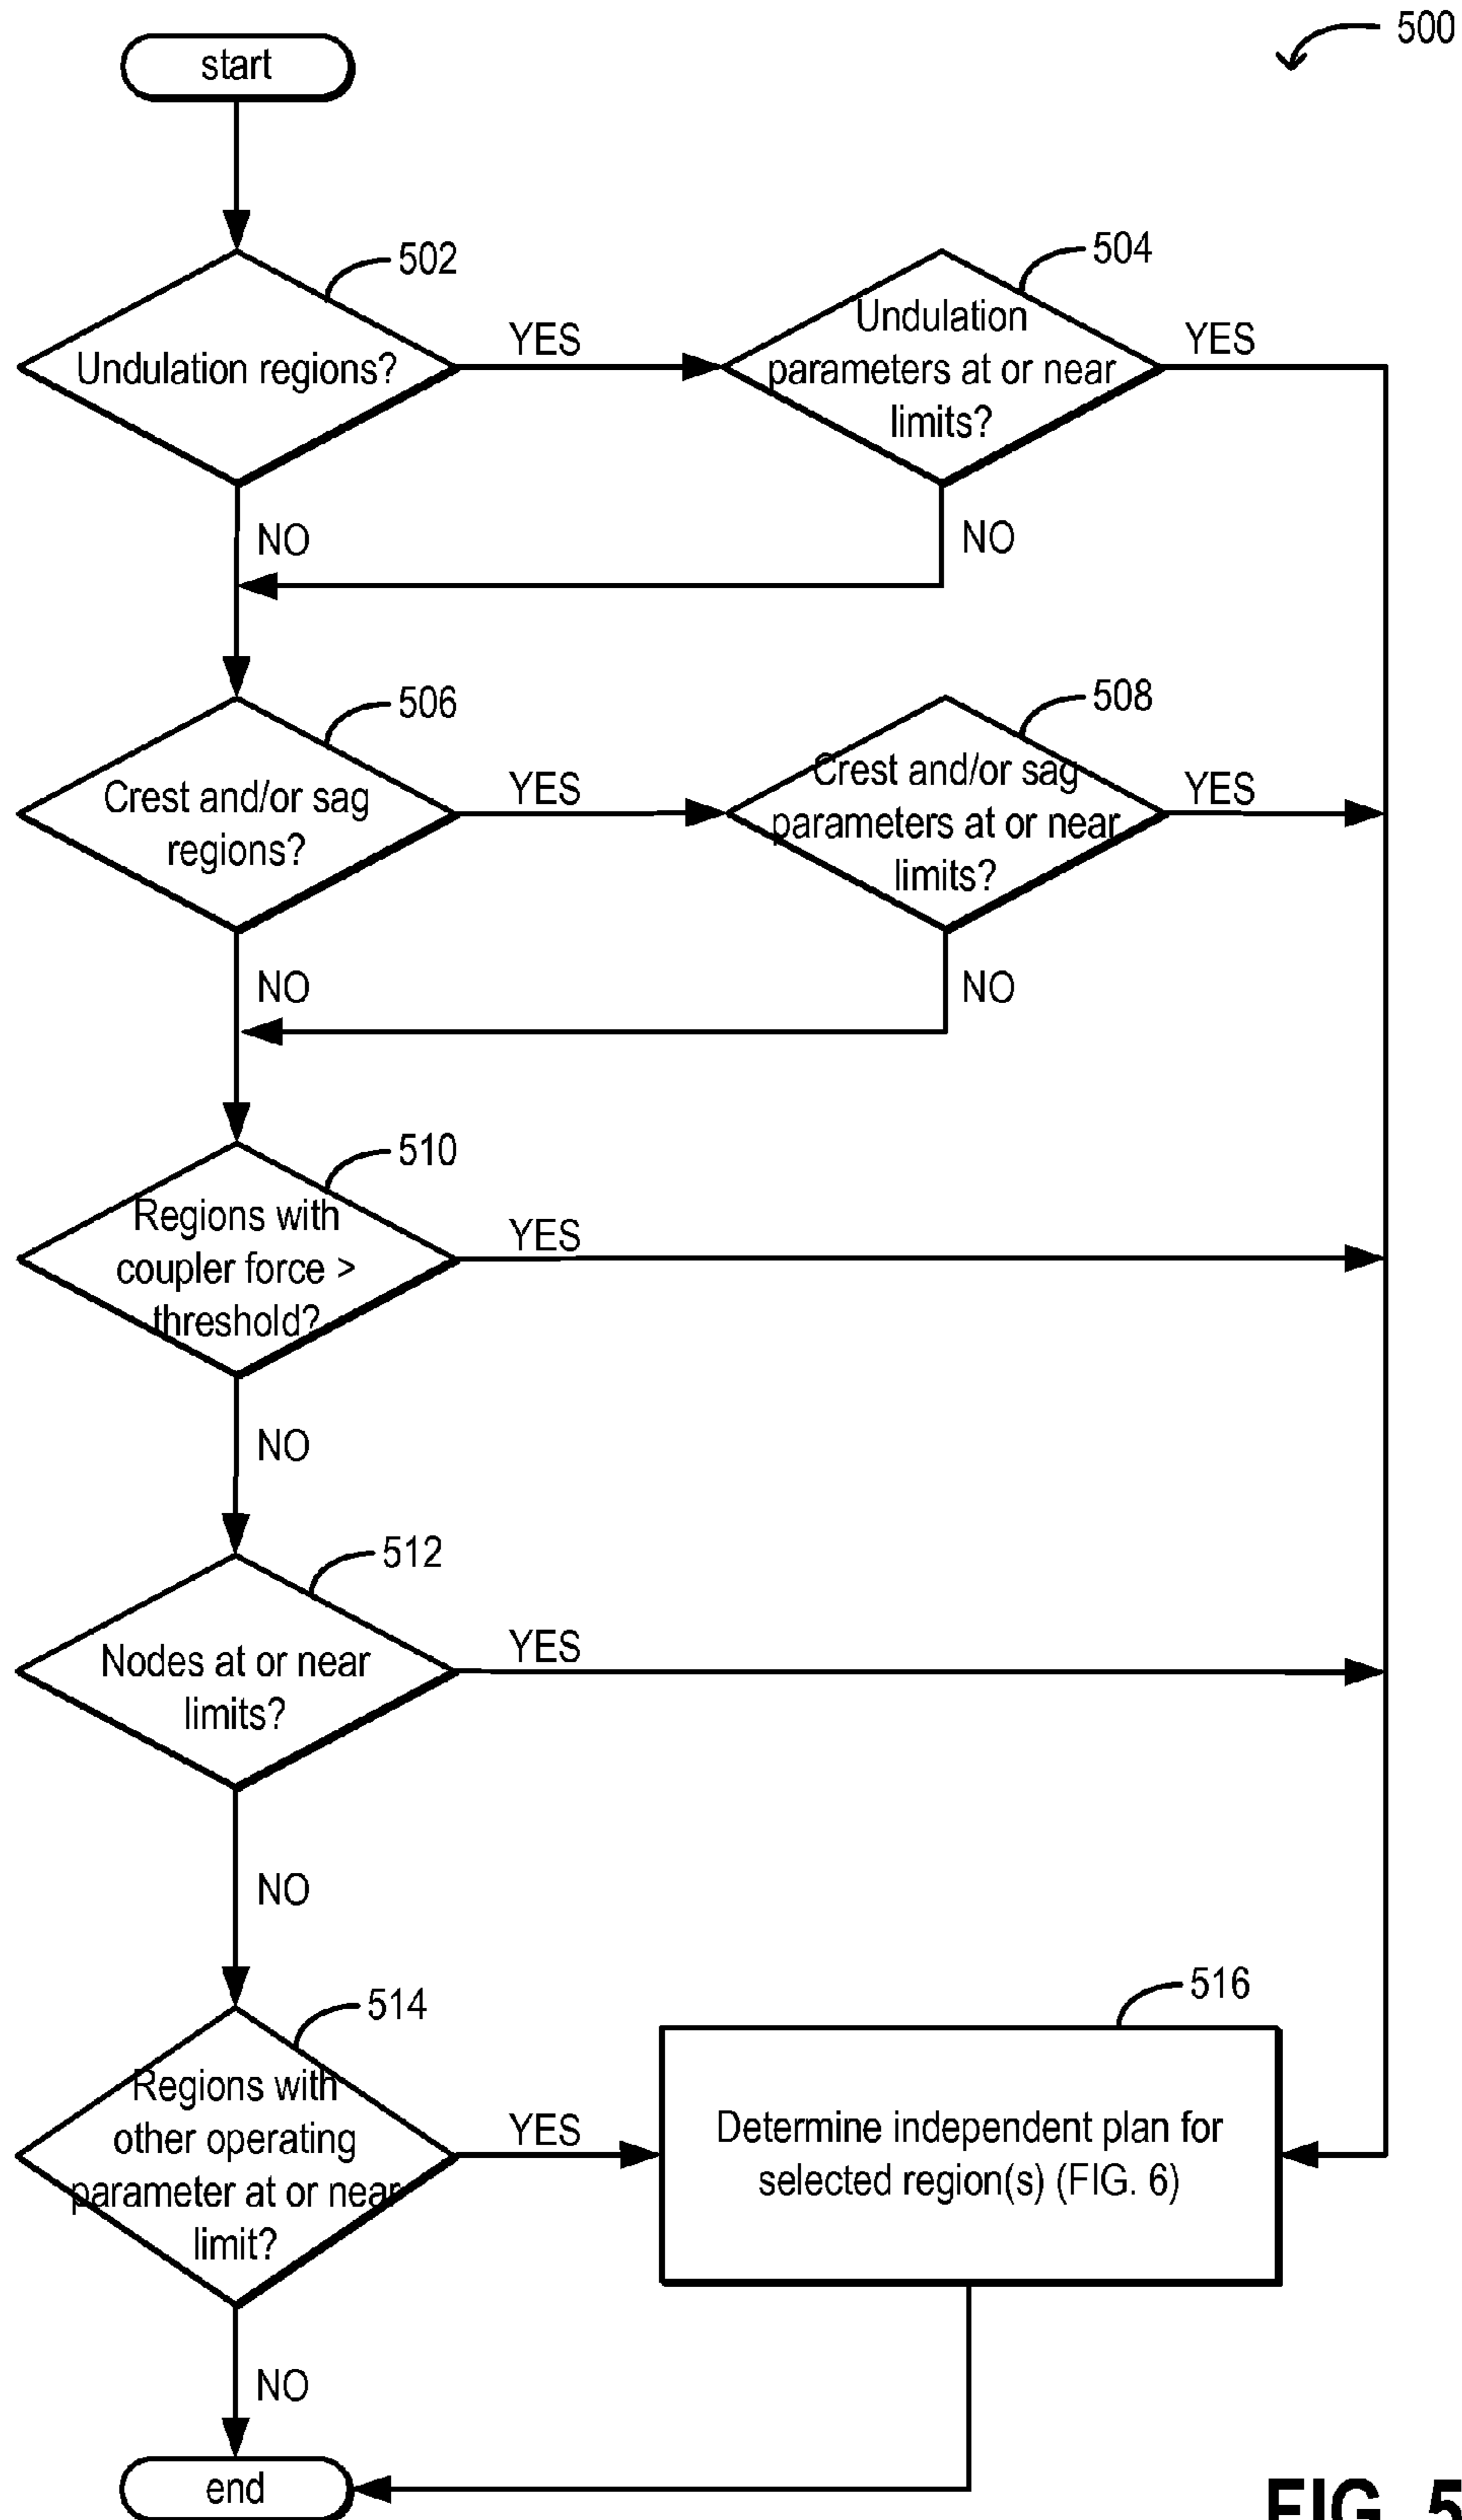 500
start
502
504
Undulation regions?
YES
Undulation
parameters at or near
limits?
YES
NO
NO
506
508
Crest and/or sag
regions?
YES
Crest and/or sag
parameters at or near
limits?
YES
NO
NO
510
Regions with
coupler force >
threshold?
YES
NO
512
Nodes at or near
limits?
YES
NO
514
516
Regions with
other operating
parameter at or near
limit?
YES
Determine independent plan for
selected region(s) (FIG. 6)
NO
end
FIG. 5